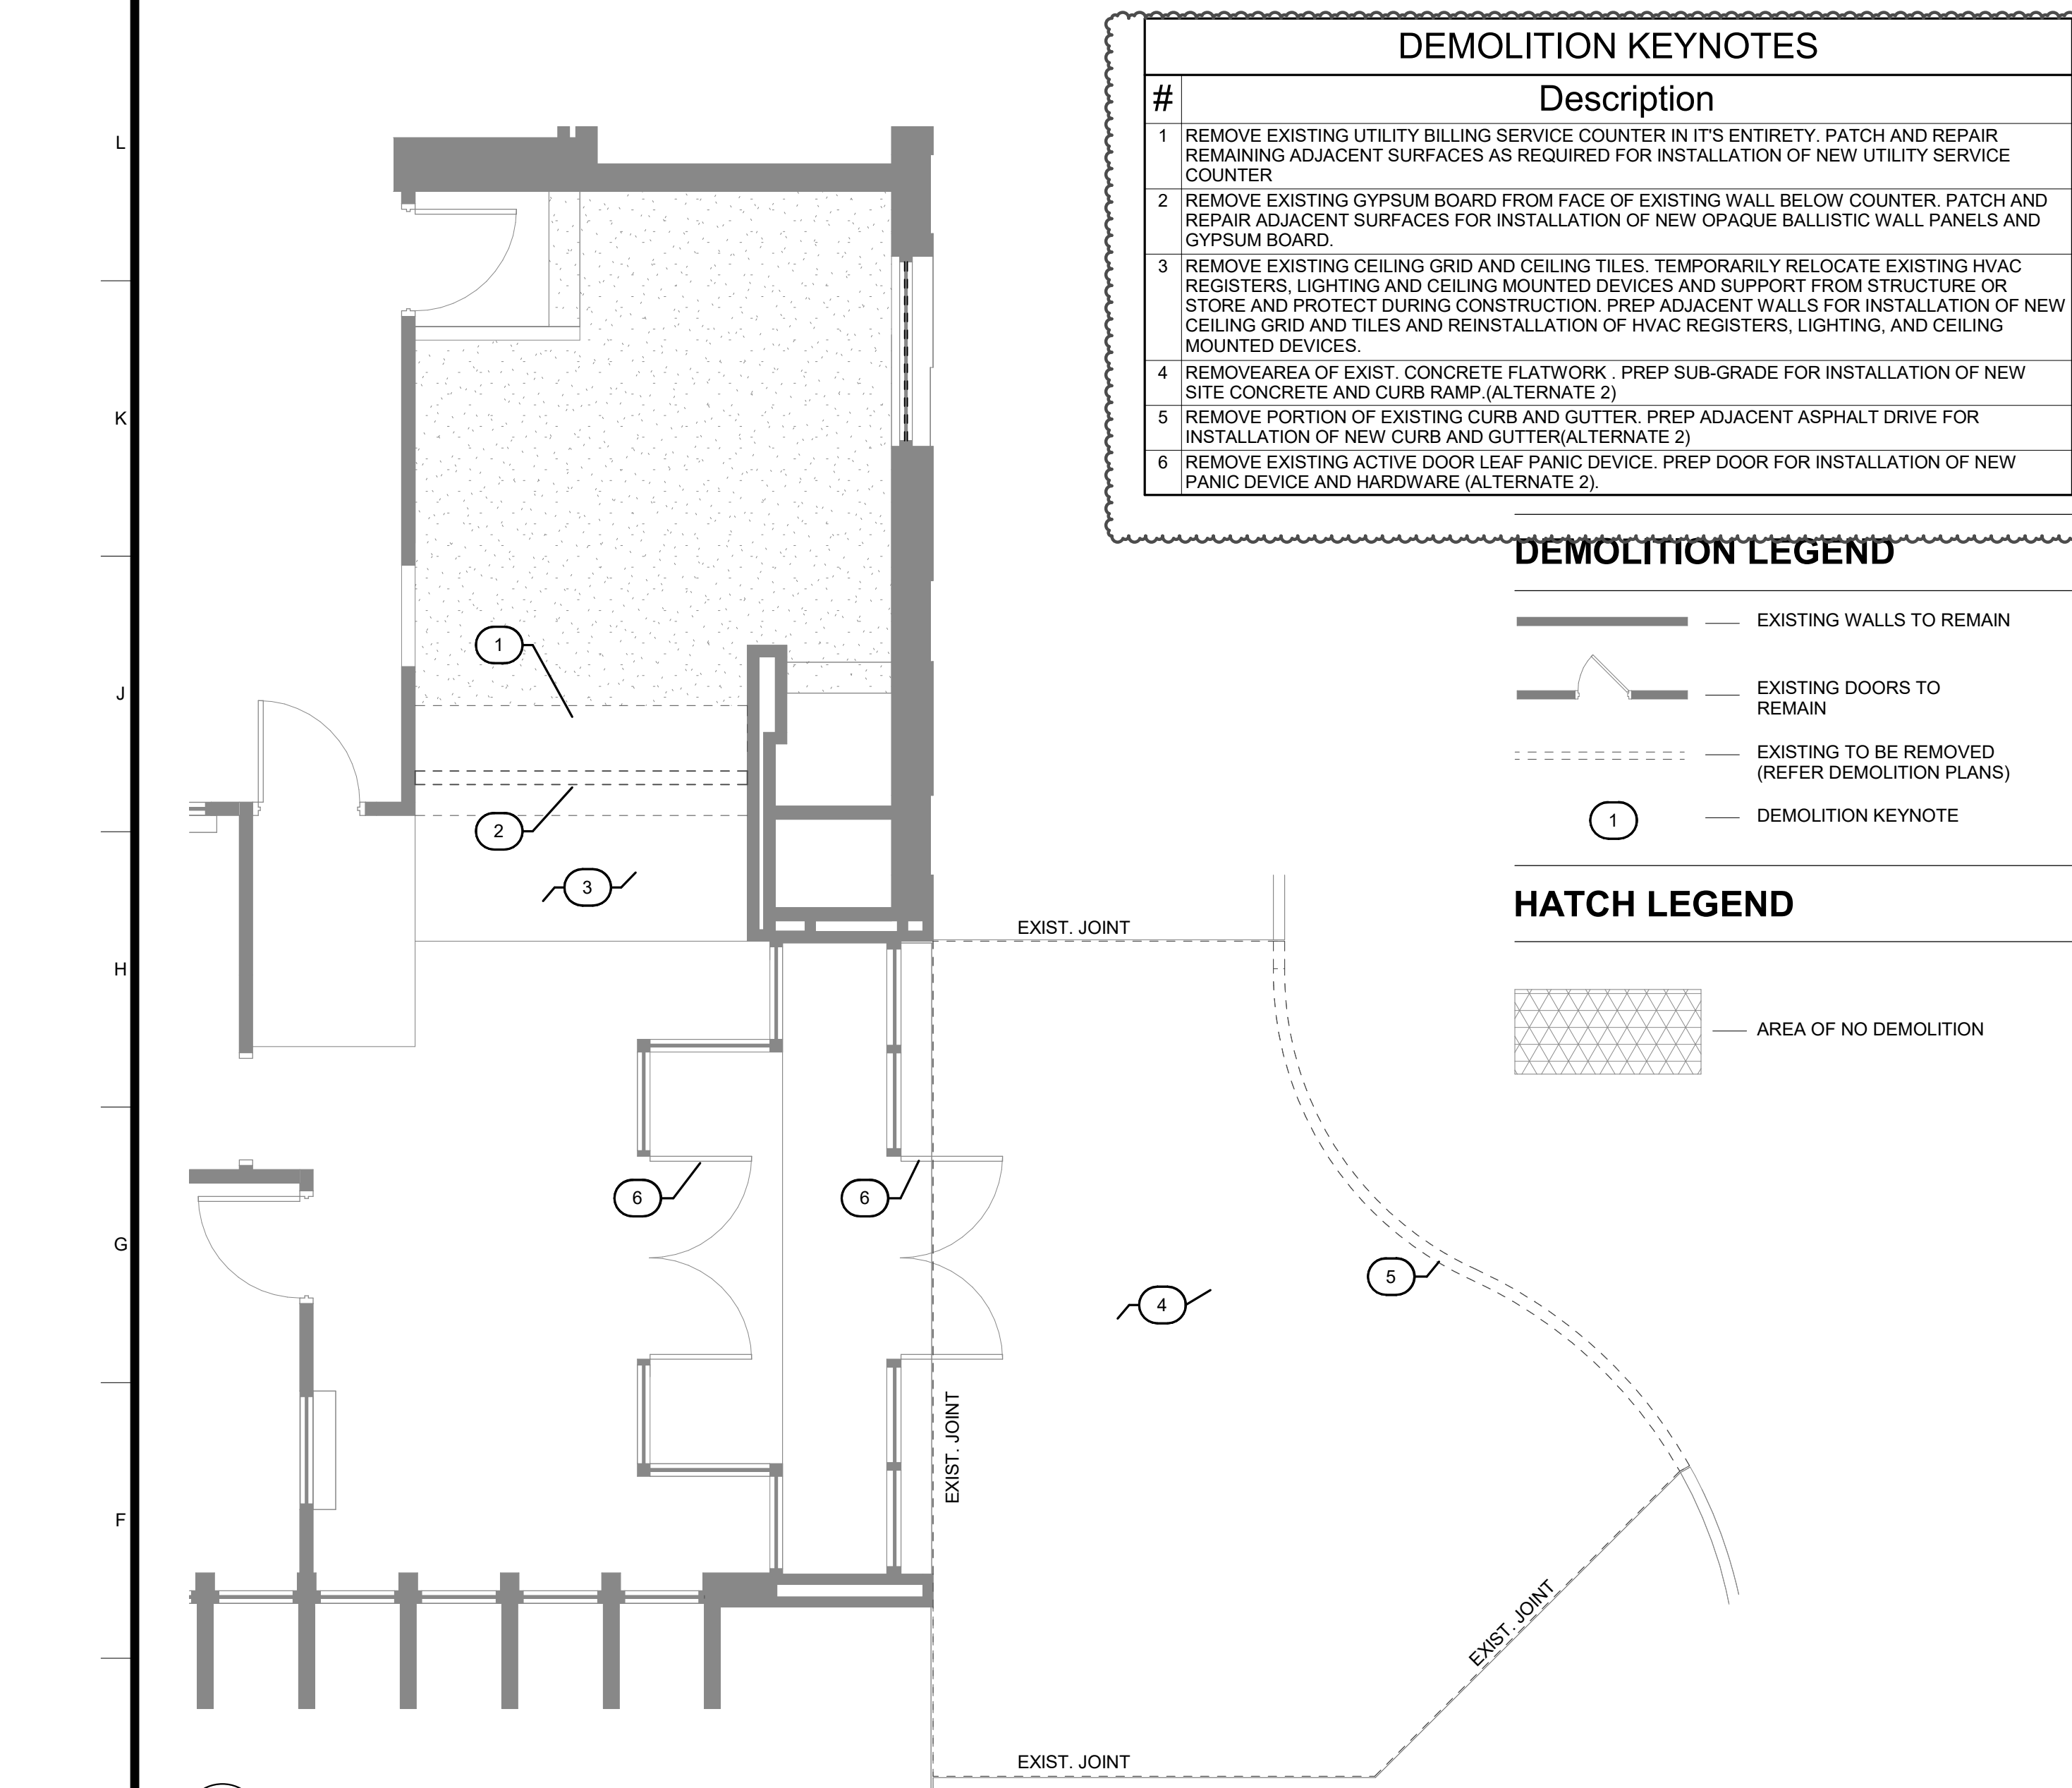 DEMOLITION KEYNOTES
# Description
1 REMOVE EXISTING UTILITY BILLING SERVICE COUNTER IN IT'S ENTIRETY. PATCH AND REPAIR
REMAINING ADJACENT SURFACES AS REQUIRED FOR INSTALLATION OF NEW UTILITY SERVICE
COUNTER
2 REMOVE EXISTING GYPSUM BOARD FROM FACE OF EXISTING WALL BELOW COUNTER. PATCH AND
REPAIR ADJACENT SURFACES FOR INSTALLATION OF NEW OPAQUE BALLISTIC WALL PANELS AND
GYPSUM BOARD.
3 REMOVE EXISTING CEILING GRID AND CEILING TILES. TEMPORARILY RELOCATE EXISTING HVAC
REGISTERS, LIGHTING AND CEILING MOUNTED DEVICES AND SUPPORT FROM STRUCTURE OR
STORE AND PROTECT DURING CONSTRUCTION. PREP ADJACENT WALLS FOR INSTALLATION OF NEW
CEILING GRID AND TILES AND REINSTALLATION OF HVAC REGISTERS, LIGHTING, AND CEILING
MOUNTED DEVICES.
4 REMOVEAREA OF EXIST. CONCRETE FLATWORK . PREP SUB-GRADE FOR INSTALLATION OF NEW
SITE CONCRETE AND CURB RAMP.(ALTERNATE 2)
5 REMOVE PORTION OF EXISTING CURB AND GUTTER. PREP ADJACENT ASPHALT DRIVE FOR
INSTALLATION OF NEW CURB AND GUTTER(ALTERNATE 2)
6 REMOVE EXISTING ACTIVE DOOR LEAF PANIC DEVICE. PREP DOOR FOR INSTALLATION OF NEW
PANIC DEVICE AND HARDWARE (ALTERNATE 2).
DEMOLITION LEGEND
EXISTING WALLS TO REMAIN
EXISTING DOORS TO
REMAIN
EXISTING TO BE REMOVED
(REFER DEMOLITION PLANS)
1
DEMOLITION KEYNOTE
HATCH LEGEND
AREA OF NO DEMOLITION
L
K
J
H
G
F
1
2
3
EXIST. JOINT
6
6
5
4
EXIST. JOINT
EXIST. JOINT
EXIST. JOINT